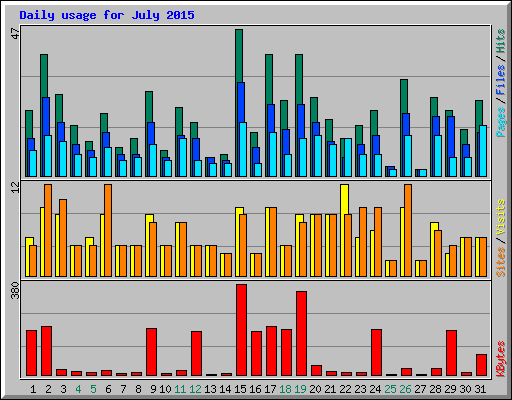 Daily usage for July 2015
47
Pages / Files / Hits
12
Sites / Visits
380
KBytes
1 2 3 4 5 6 7 8 9 10 11 12 13 14 15 16 17 18 19 20 21 22 23 24 25 26 27 28 29 30 31